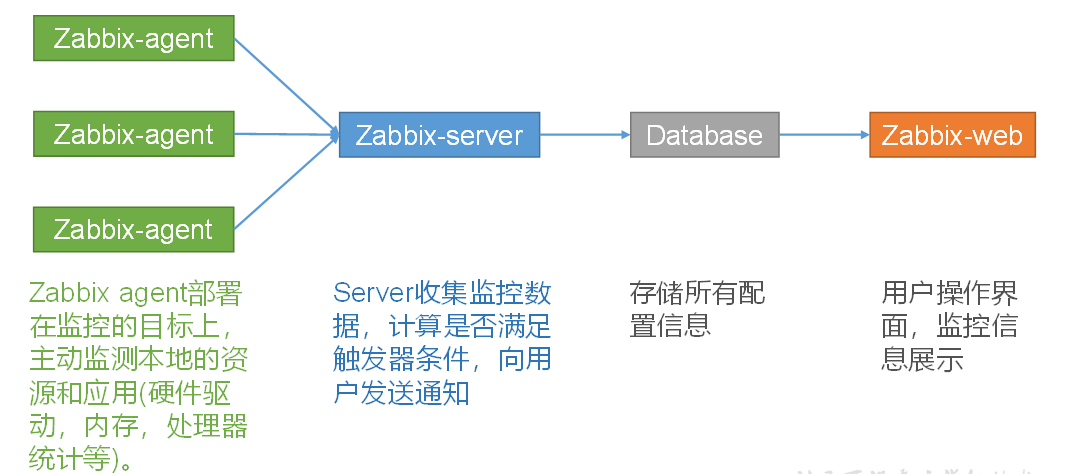 Zabbix-agent
Zabbix-agent
Zabbix-server
Database
Zabbix-web
Zabbix-agent
Zabbix agent部署
在监控的目标上，
主动监测本地的资
源和应用(硬件驱
动，内存，处理器
统计等)。
Server收集监控数
据，计算是否满足
触发器条件，向用
户发送通知
存储所有配
置信息
用户操作界
面，监控信
息展示